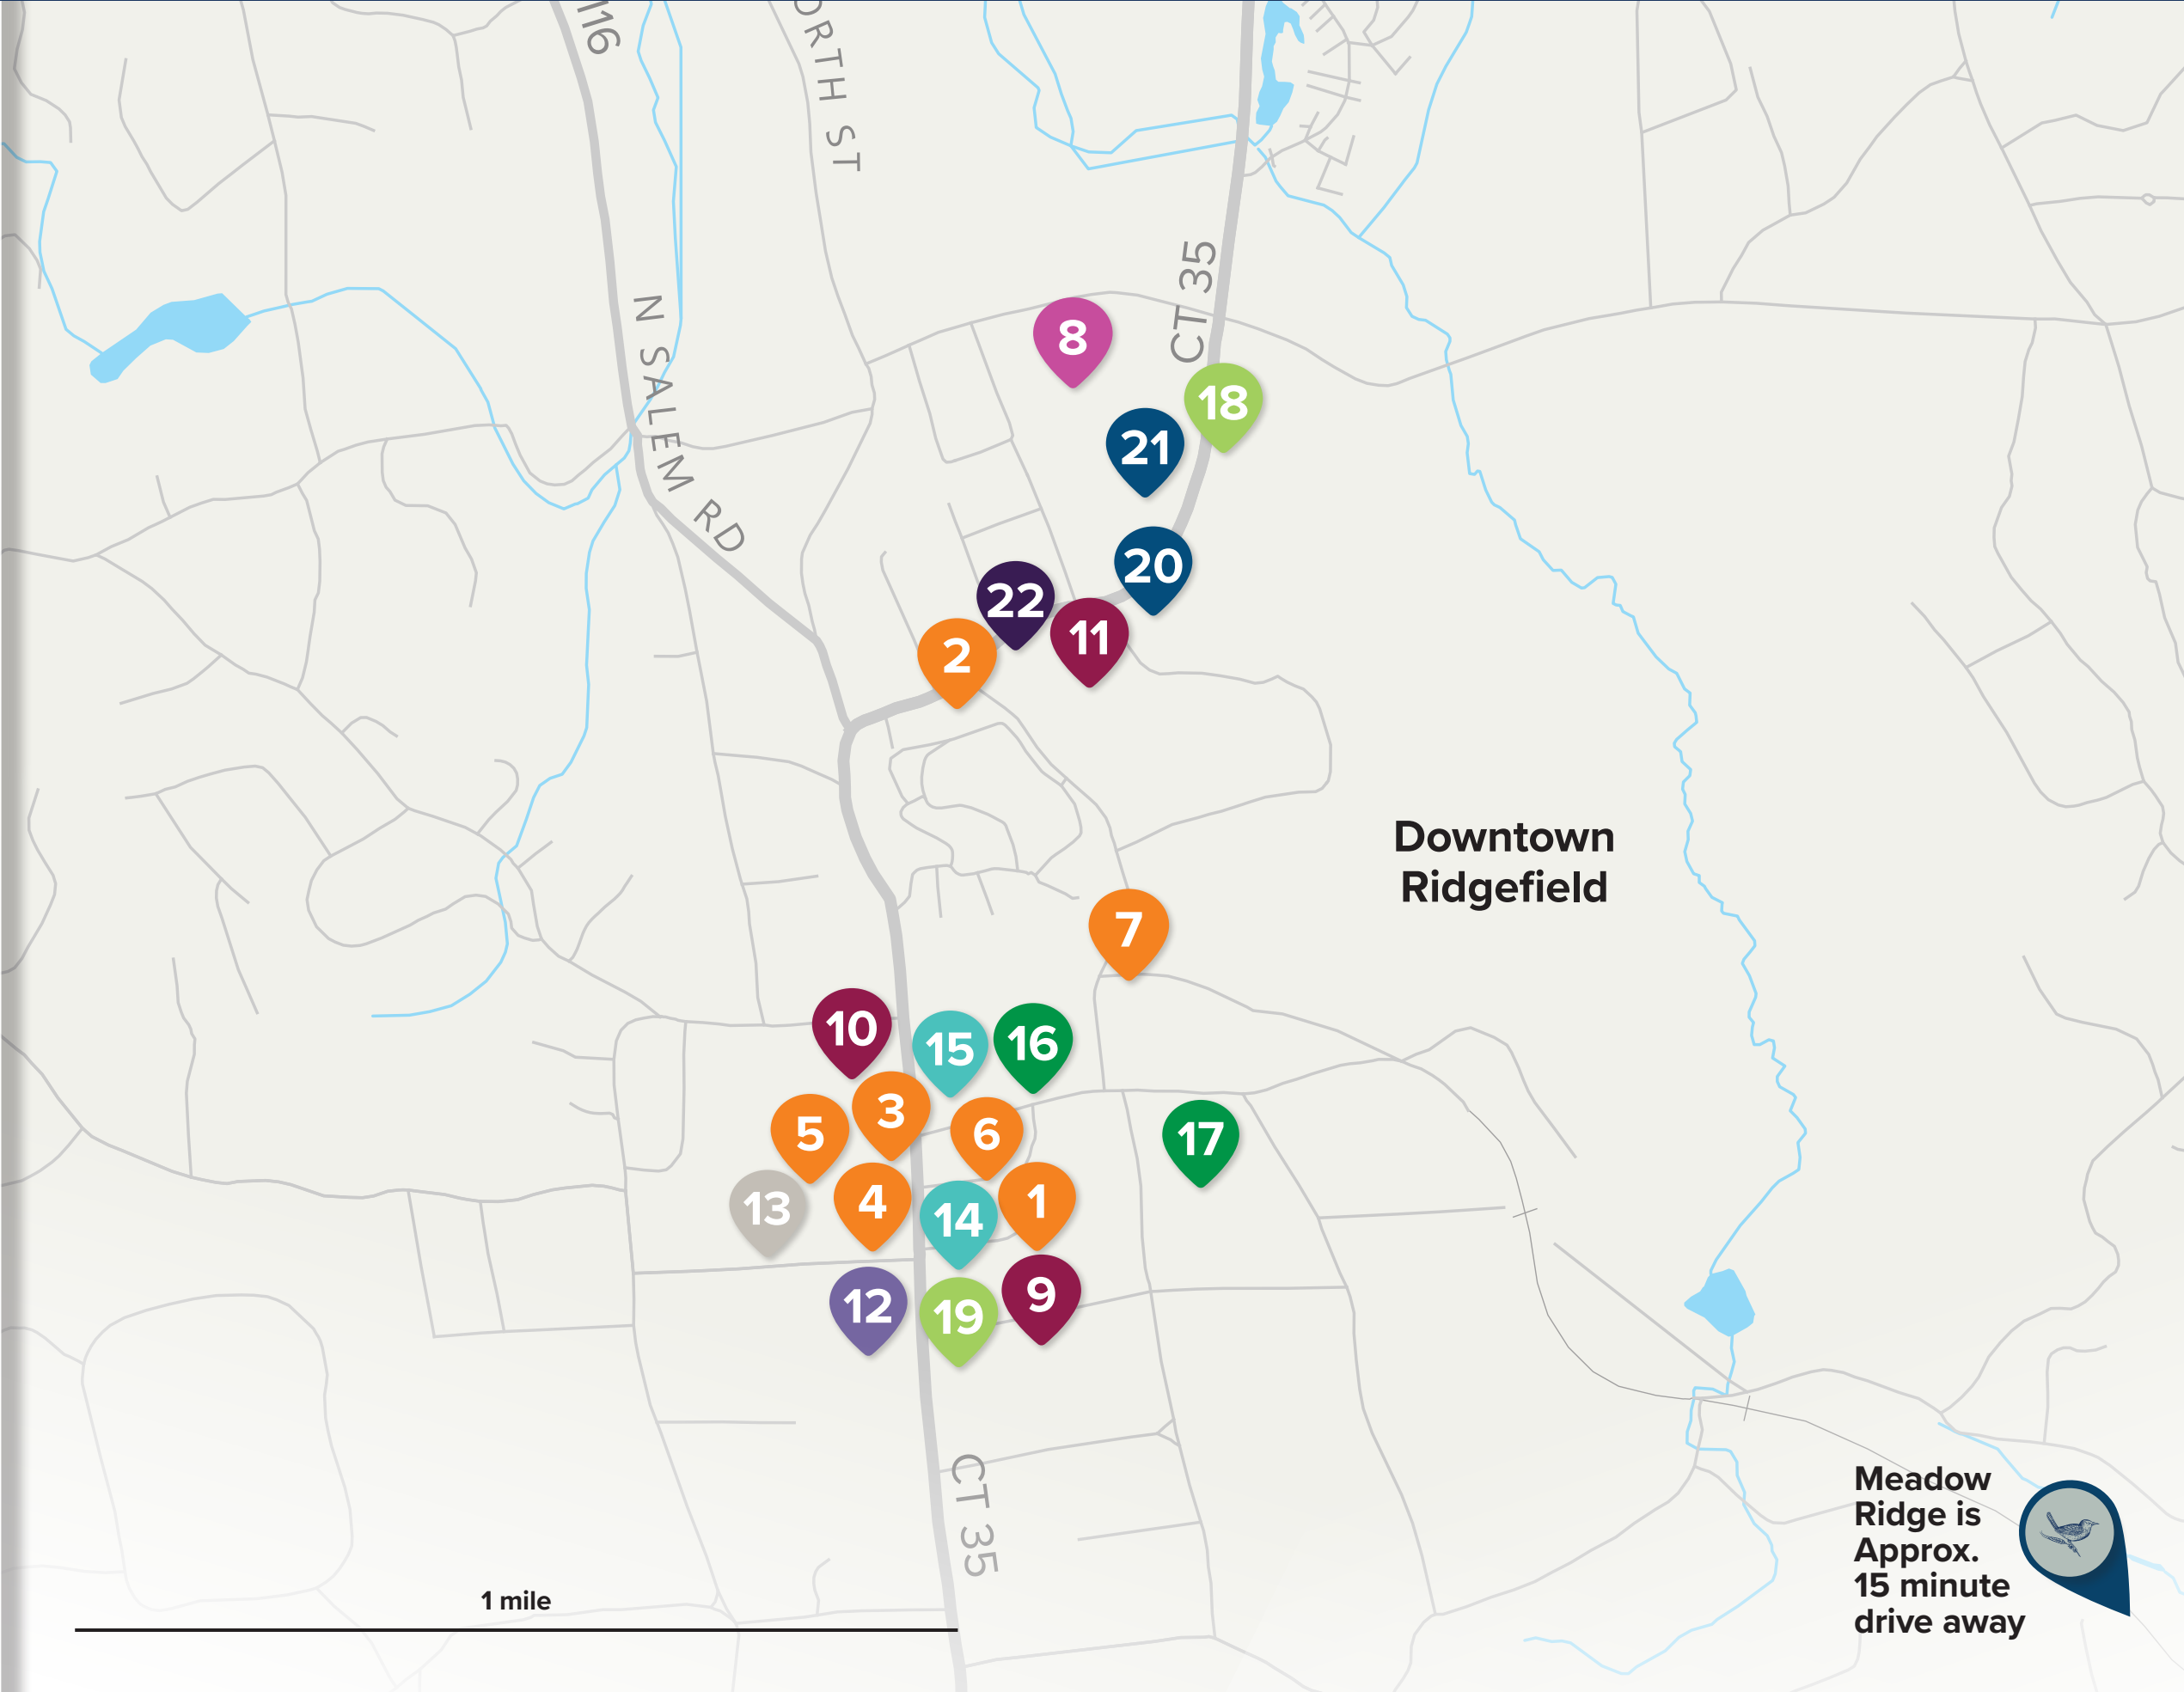 116
ORTH ST
CT 35
N SALEM RD
8
18
21
20
22
11
2
Downtown
Ridgefield
7
10
15
16
3
5
6
17
13
4
14
1
12
19
9
CT 35
1 mile
Meadow
Ridge is
Approx.
15 minute
drive away